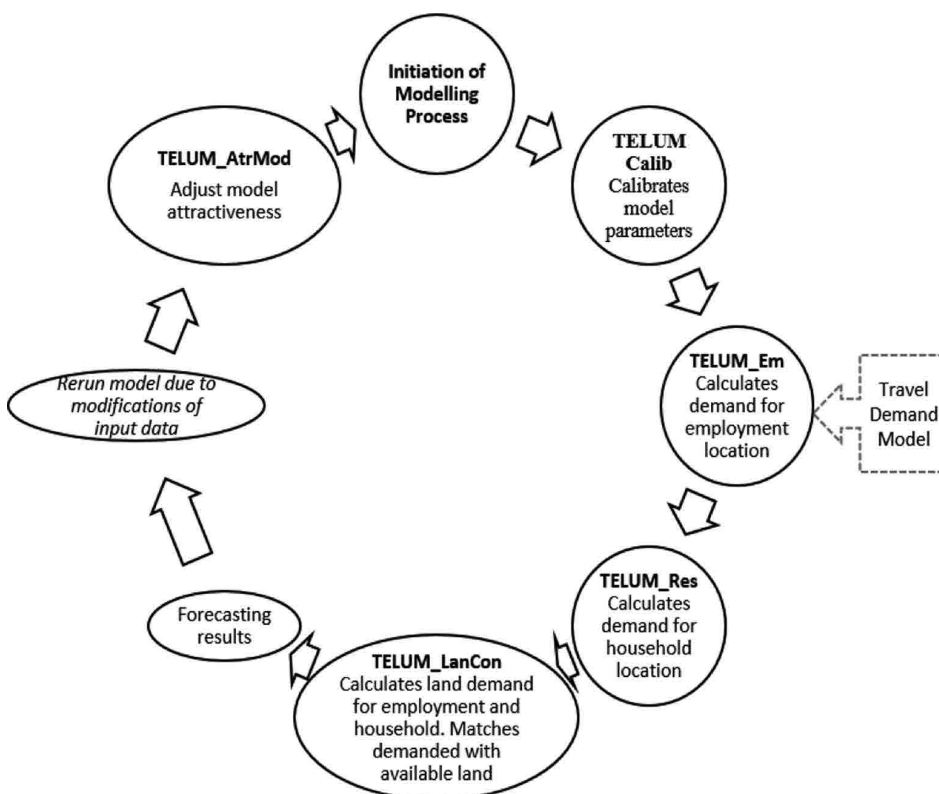 Initiation of
Modelling
Process
TELUM
Calib
Calibrates
model
parameters
TELUM_Em
Calculates
demand for
employment
location
Travel
Demand
Model
TELUM_Res
Calculates
demand for
household
location
TELUM_LanCon
Calculates land demand
for employment and
household. Matches
demanded with
available land
Forecasting
results
Rerun model due to
modifications of
input data
TELUM_AtrMod
Adjust model
attractiveness